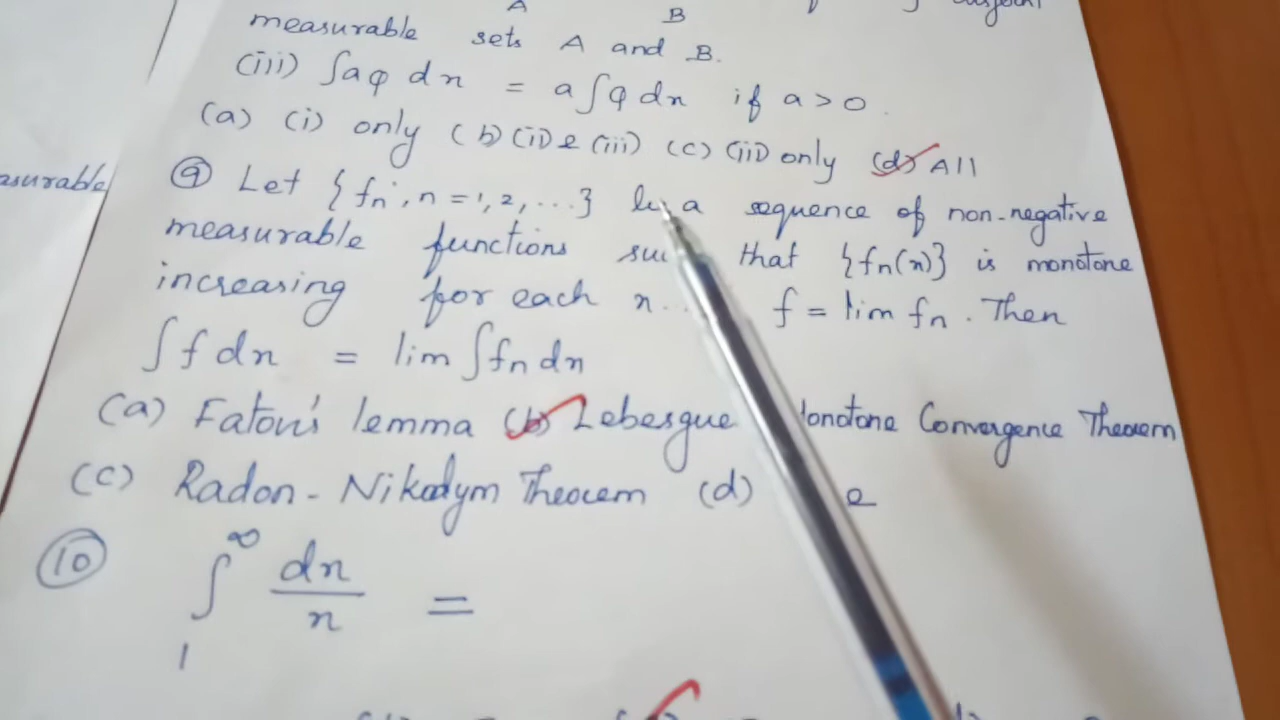 A B
measurable sets A and B.
(iii) ∫aφ dx = a∫φ dx if a > 0.
(a) (i) only (b) (i) & (iii) (c) (ii) only (d) All
asurable
⑨ Let {fn, n = 1, 2, ...} be a sequence of non-negative
measurable functions that {fn(x)} is monotone
increasing for each x. f = lim fn. Then
∫f dx = lim ∫fn dx
(a) Fatou's lemma (b) Lebesgue Monotone Convergence Theorem
(c) Radon-Nikodym Theorem (d)
⑩ ∫₁^∞ dx/x =